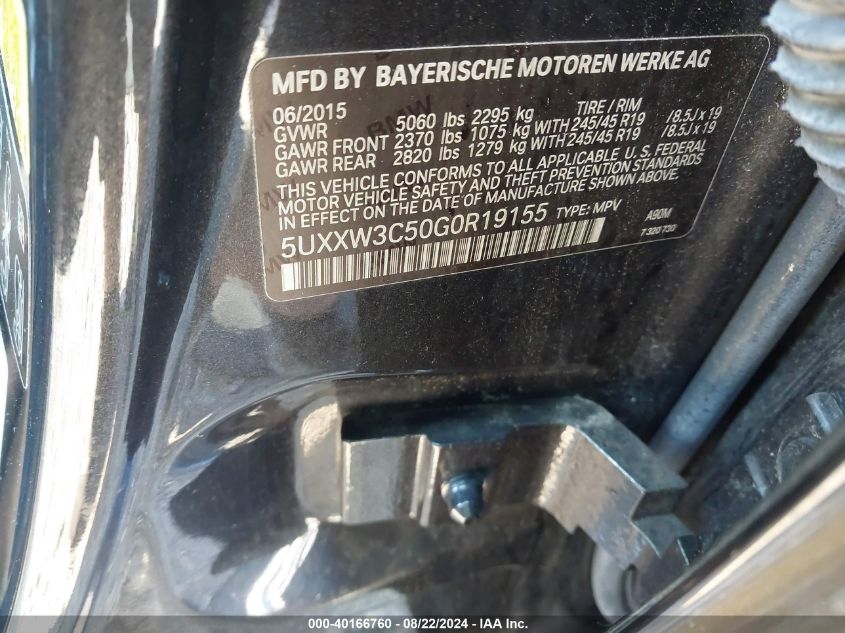 MFD BY BAYERISCHE MOTOREN WERKE AG
06/2015 TIRE / RIM
GVWR 5060 lbs 2295 kg
GAWR FRONT 2370 lbs 1075 kg WITH 245/45 R19 / 8.5J x 19
GAWR REAR 2820 lbs 1279 kg WITH 245/45 R19 / 8.5J x 19
THIS VEHICLE CONFORMS TO ALL APPLICABLE U.S. FEDERAL
MOTOR VEHICLE SAFETY AND THEFT PREVENTION STANDARDS
IN EFFECT ON THE DATE OF MANUFACTURE SHOWN ABOVE.
5UXXW3C50G0R19155 TYPE: MPV A90M
7 320 730
000-40166760 - 08/22/2024 - IAA Inc.